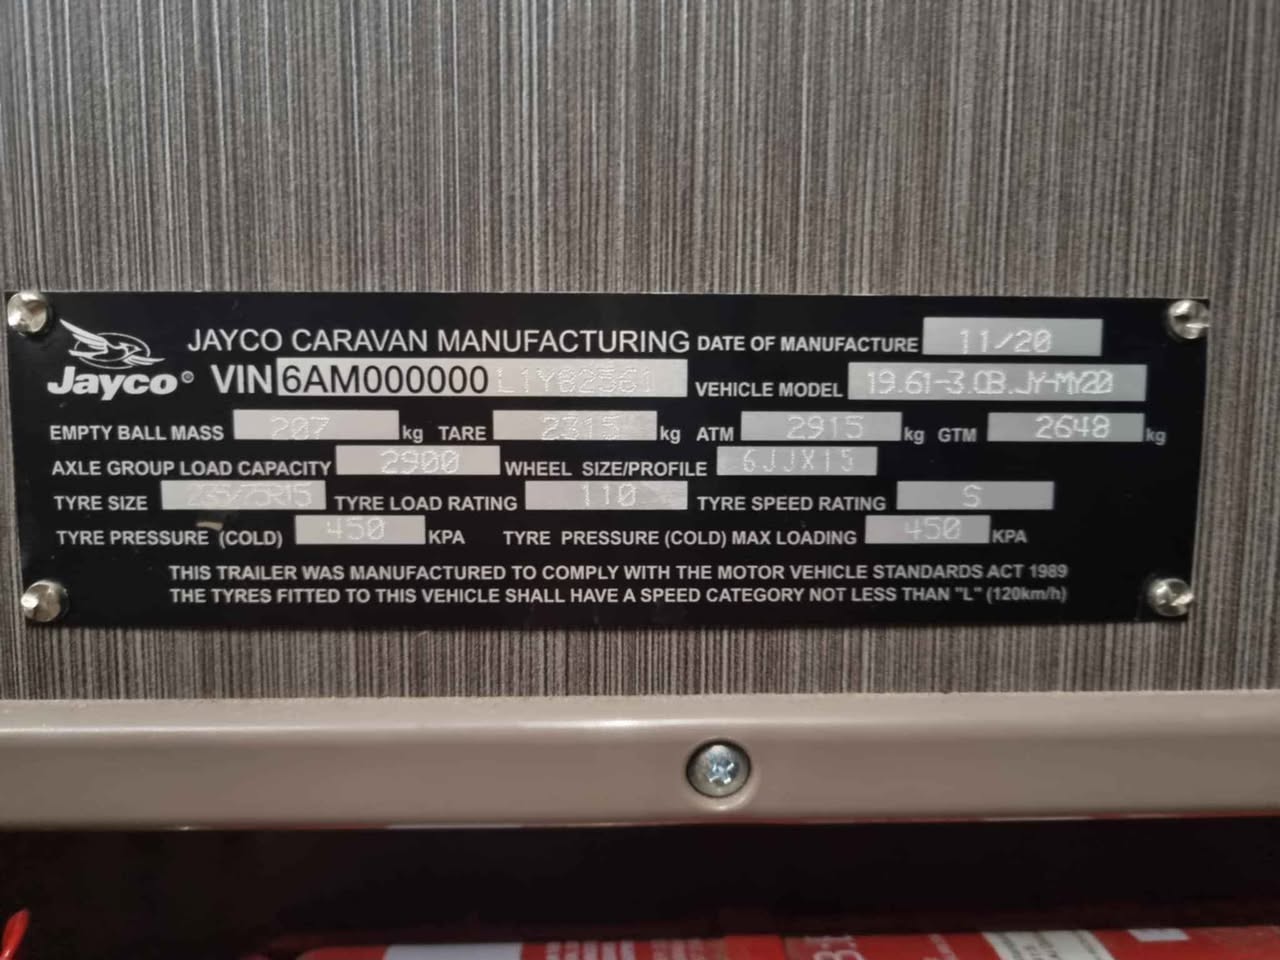 JAYCO CARAVAN MANUFACTURING DATE OF MANUFACTURE 11/20
Jayco® VIN 6AM000000L1Y82561 VEHICLE MODEL 19.61-3.OB.JY-MY20
EMPTY BALL MASS 207 kg TARE 2315 kg ATM 2915 kg GTM 2648 kg
AXLE GROUP LOAD CAPACITY 2900 WHEEL SIZE/PROFILE 6JJX15
TYRE SIZE 235/75R15 TYRE LOAD RATING 110 TYRE SPEED RATING S
TYRE PRESSURE (COLD) 450 KPA TYRE PRESSURE (COLD) MAX LOADING 450 KPA
THIS TRAILER WAS MANUFACTURED TO COMPLY WITH THE MOTOR VEHICLE STANDARDS ACT 1989
THE TYRES FITTED TO THIS VEHICLE SHALL HAVE A SPEED CATEGORY NOT LESS THAN "L" (120km/h)